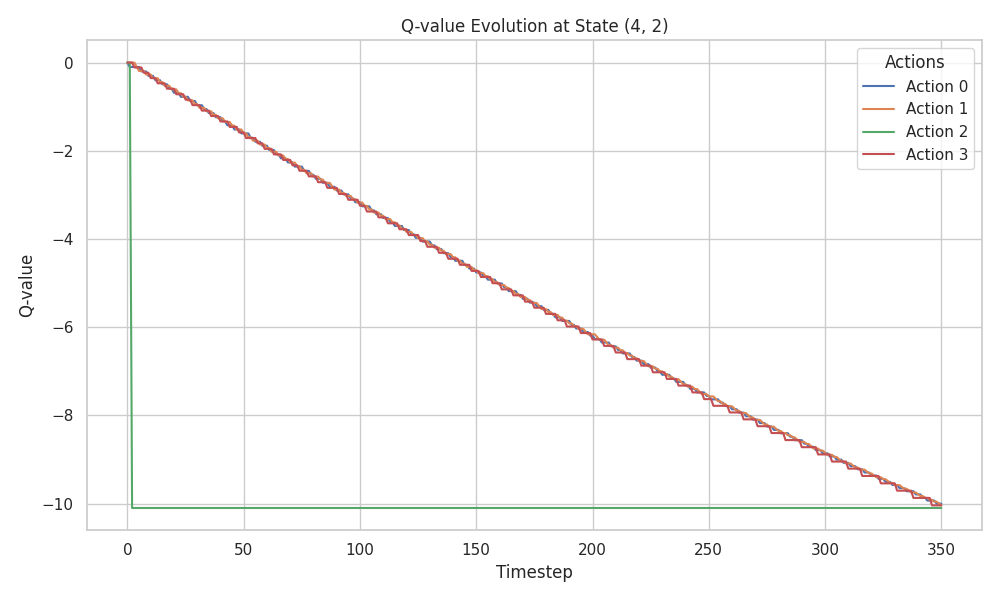 Q-value Evolution at State (4, 2)
Q-value
0
−2
−4
−6
−8
−10
Actions
Action 0
Action 1
Action 2
Action 3
0
50
100
150
200
250
300
350
Timestep